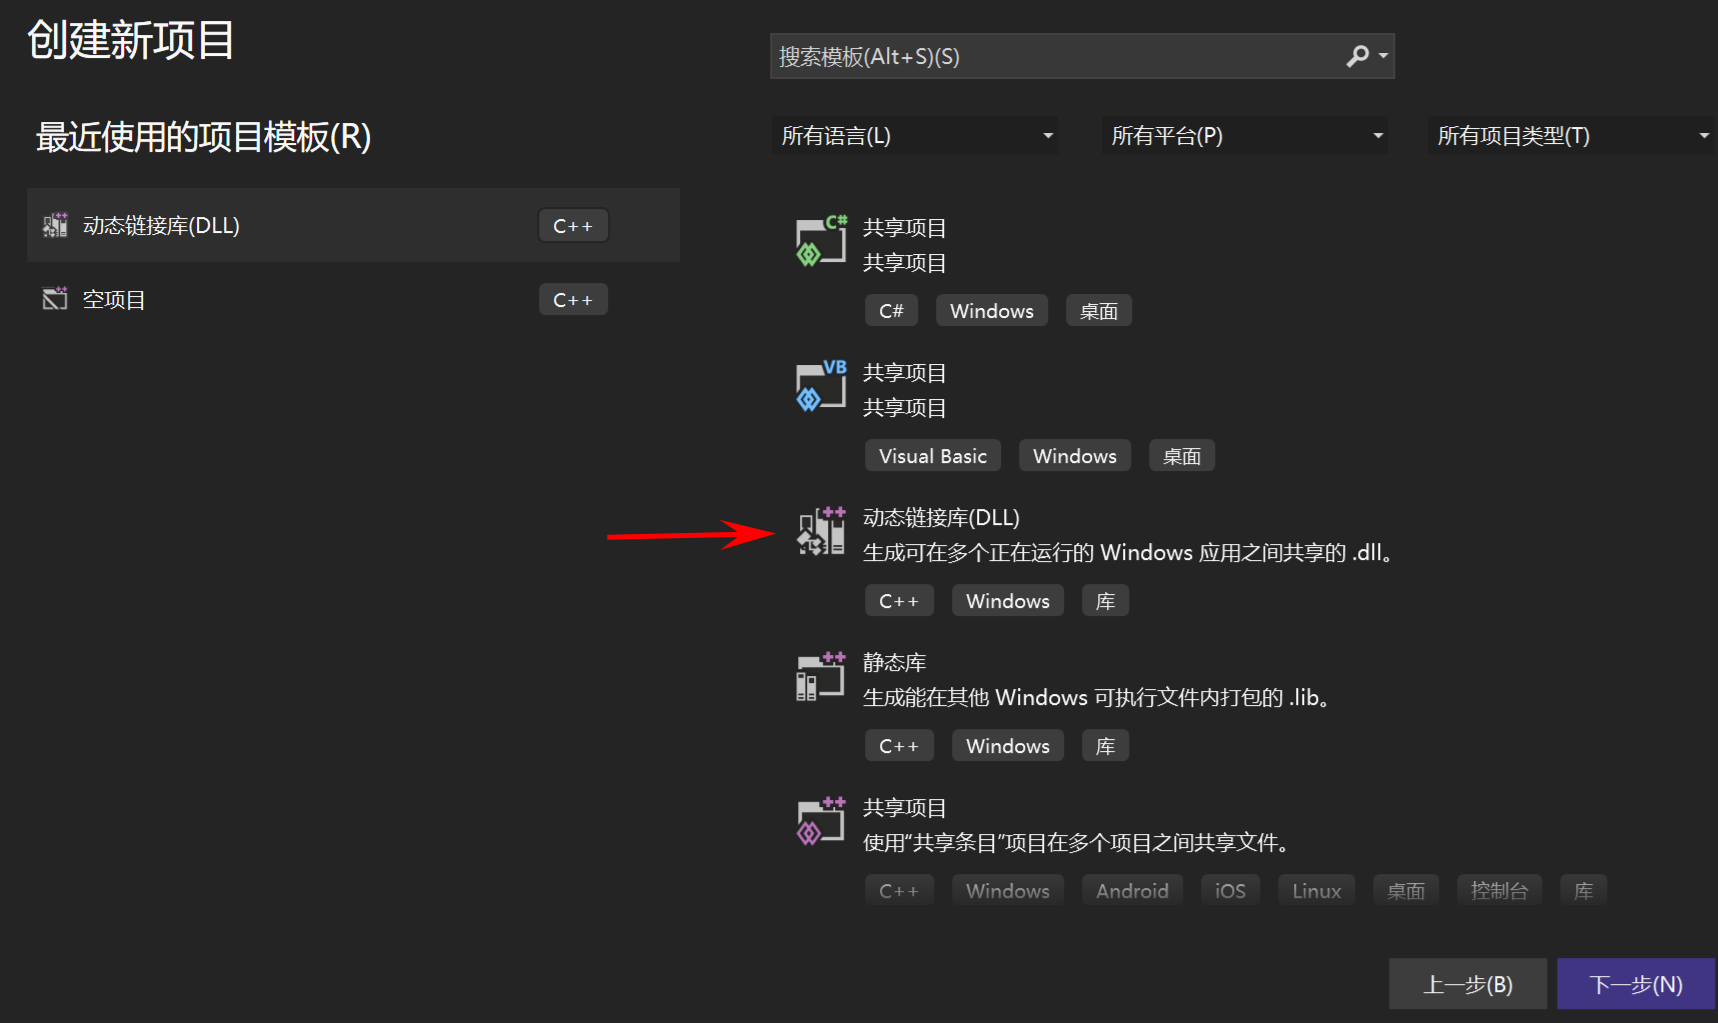 创建新项目
搜索模板(Alt+S)(S)
最近使用的项目模板(R)
所有语言(L)
所有平台(P)
所有项目类型(T)
动态链接库(DLL)
C++
空项目
C++
C#
共享项目
共享项目
C#
Windows
桌面
VB
共享项目
共享项目
Visual Basic
Windows
桌面
++
动态链接库(DLL)
生成可在多个正在运行的 Windows 应用之间共享的 .dll。
C++
Windows
库
++
静态库
生成能在其他 Windows 可执行文件内打包的 .lib。
C++
Windows
库
++
共享项目
使用“共享条目”项目在多个项目之间共享文件。
C++
Windows
Android
iOS
Linux
桌面
控制台
库
上一步(B)
下一步(N)